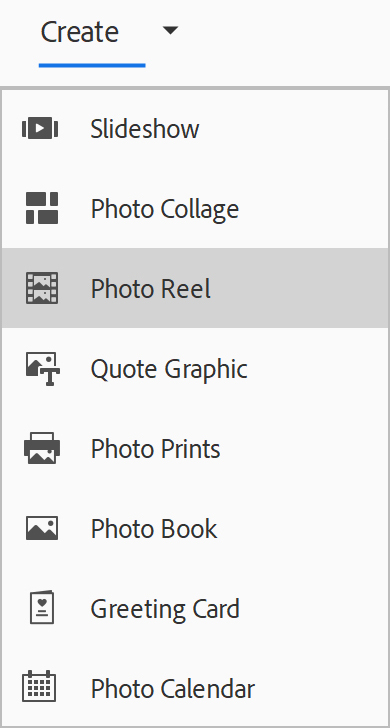 Create
Slideshow
Photo Collage
Photo Reel
Quote Graphic
Photo Prints
Photo Book
Greeting Card
Photo Calendar